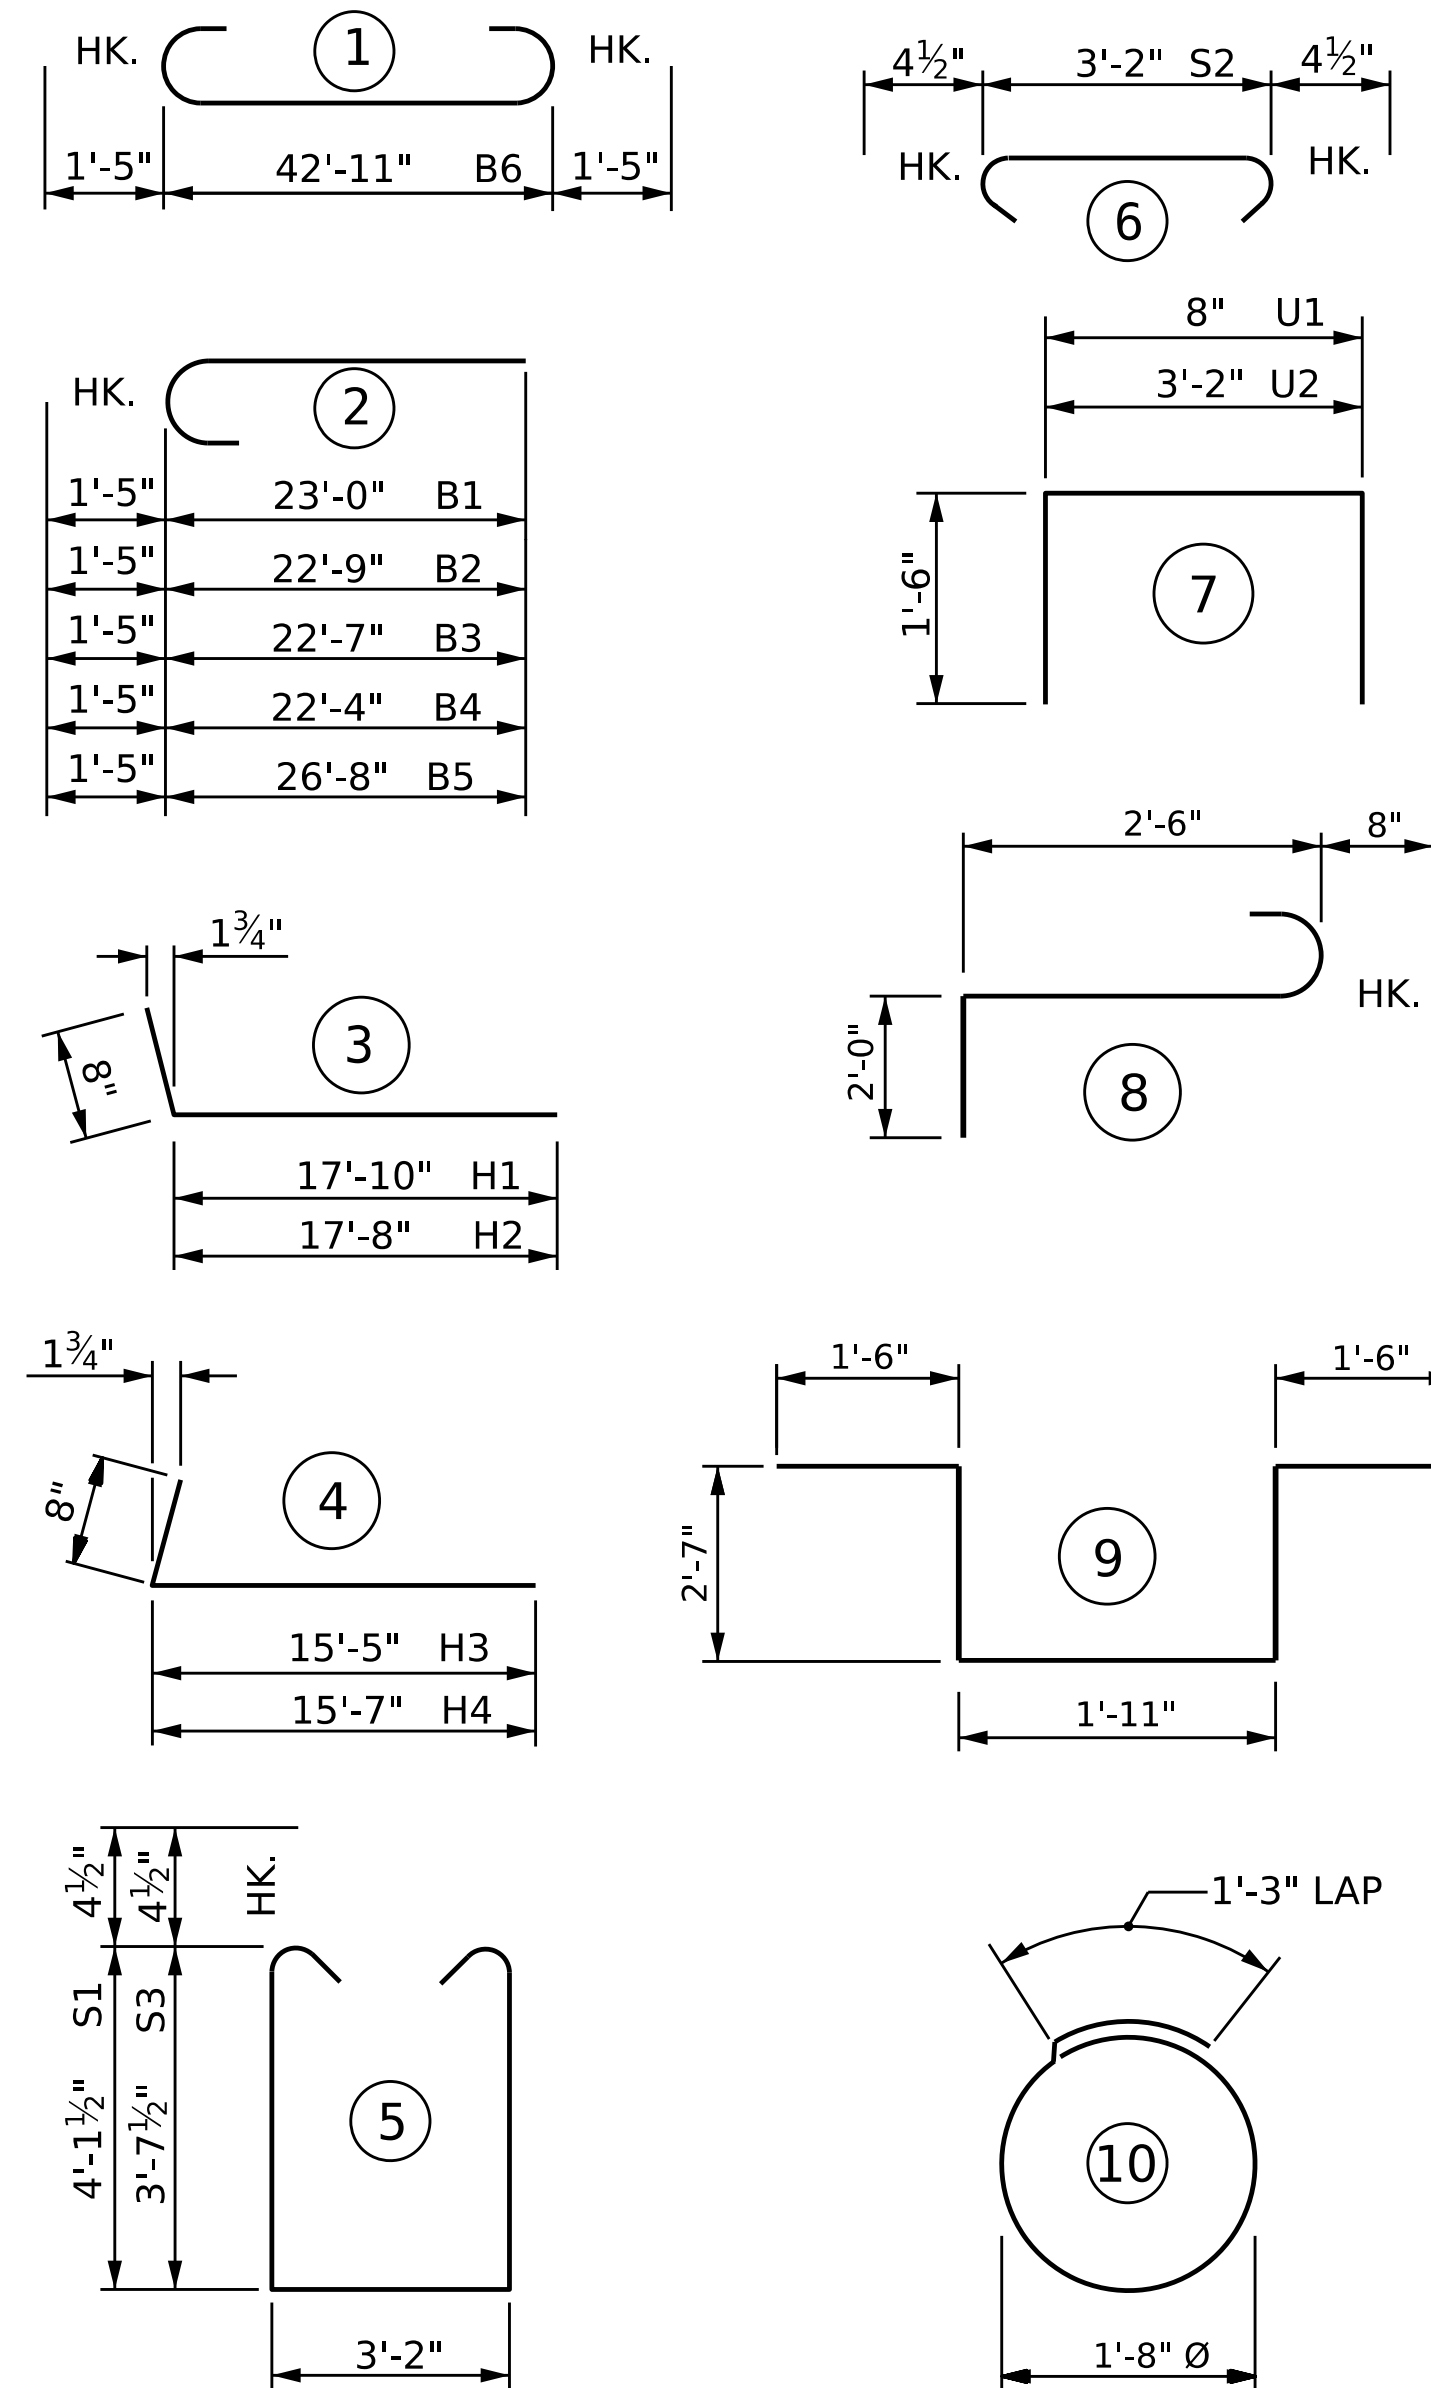 HK. 1 HK.
1'-5" 42'-11" B6 1'-5"
4½" 3'-2" S2 4½"
HK. HK.
6
HK. 2
1'-5" 23'-0" B1
1'-5" 22'-9" B2
1'-5" 22'-7" B3
1'-5" 22'-4" B4
1'-5" 26'-8" B5
8" U1
3'-2" U2
1'-6"
7
1¾"
8"
3
17'-10" H1
17'-8" H2
2'-6" 8"
HK.
2'-0"
8
1¾"
8"
4
15'-5" H3
15'-7" H4
1'-6" 1'-6"
2'-7"
9
1'-11"
4½" 4½" HK.
4'-1½" S1
3'-7½" S3
5
3'-2"
1'-3" LAP
10
1'-8" Ø